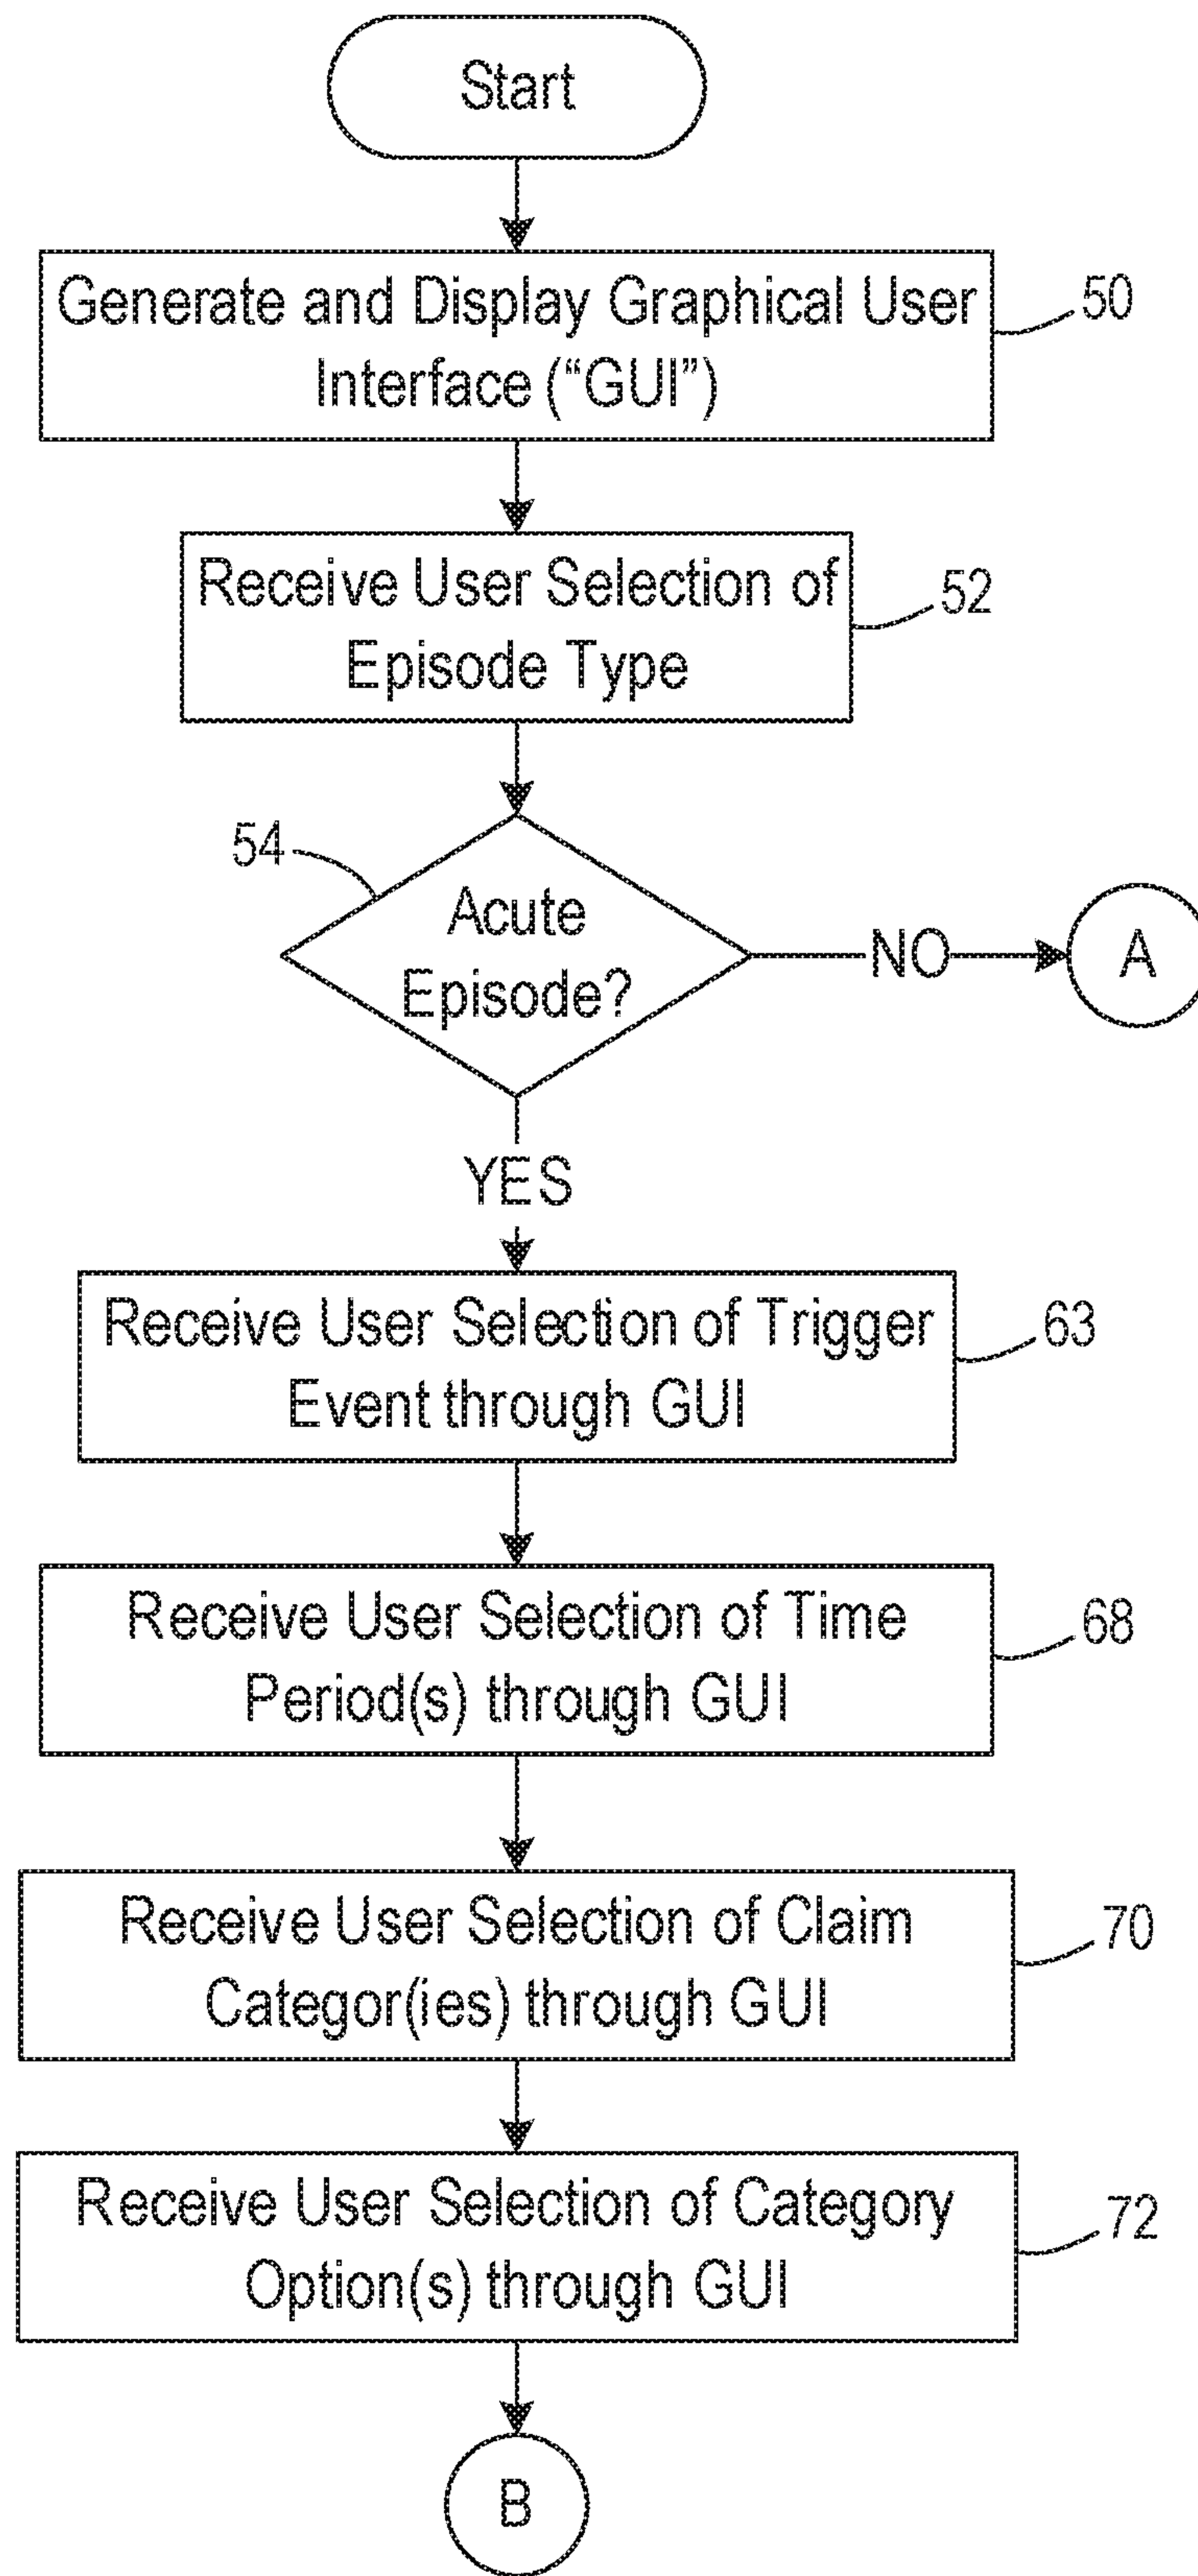 Start
Generate and Display Graphical User
Interface (“GUI”)
50
Receive User Selection of
Episode Type
52
54
Acute
Episode?
NO
A
YES
Receive User Selection of Trigger
Event through GUI
63
Receive User Selection of Time
Period(s) through GUI
68
Receive User Selection of Claim
Categor(ies) through GUI
70
Receive User Selection of Category
Option(s) through GUI
72
B